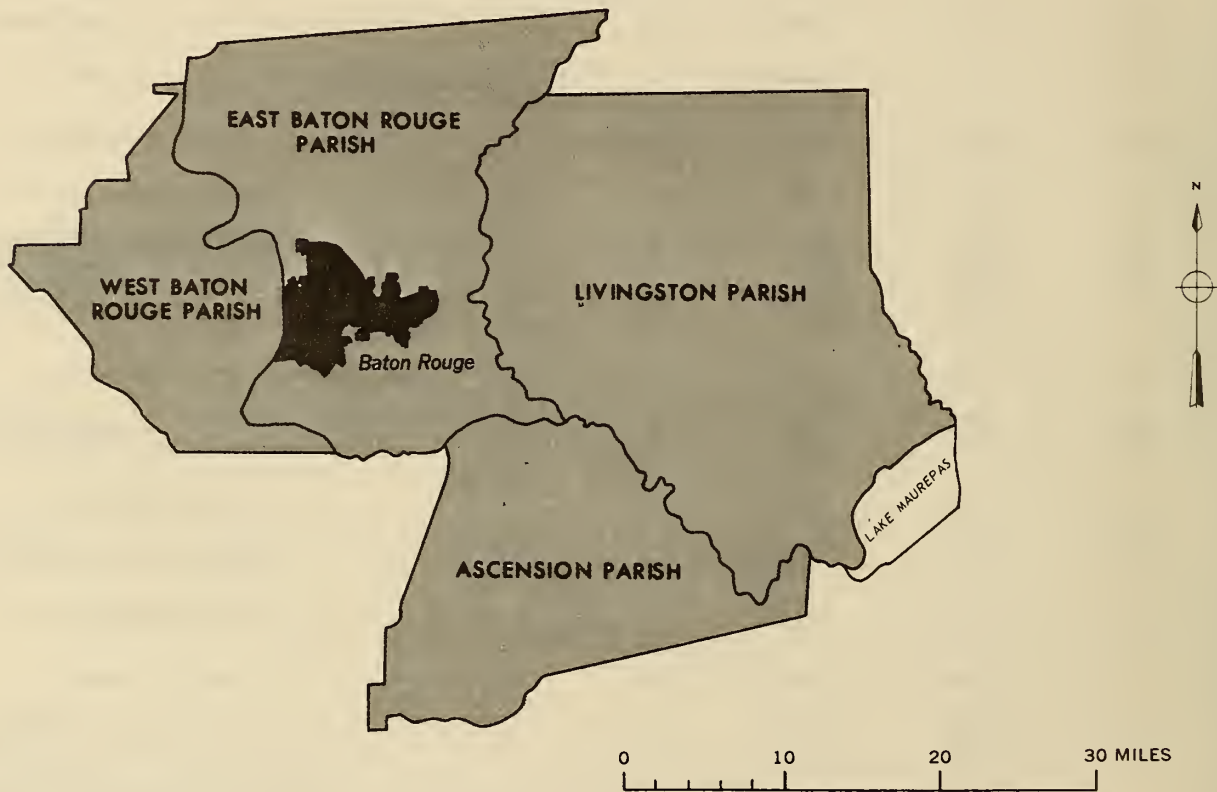 EAST BATON ROUGE
PARISH
WEST BATON
ROUGE PARISH
LIVINGSTON PARISH
Baton Rouge
LAKE MAUREPAS
ASCENSION PARISH
N
0 10 20 30 MILES